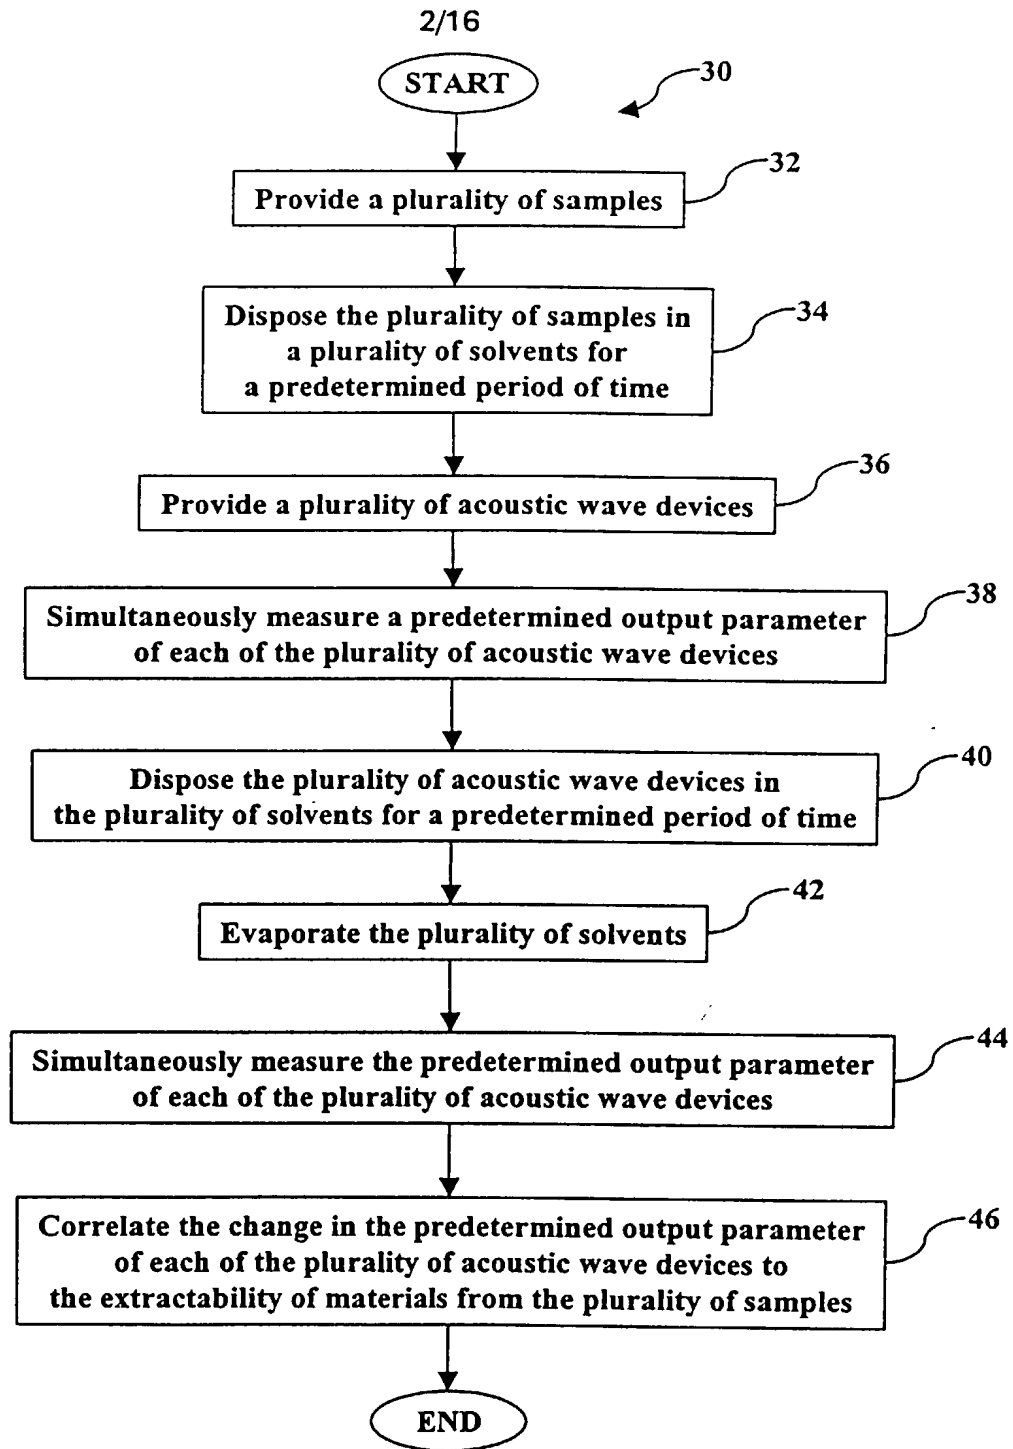 2/16
START
30
32
Provide a plurality of samples
34
Dispose the plurality of samples in
a plurality of solvents for
a predetermined period of time
36
Provide a plurality of acoustic wave devices
38
Simultaneously measure a predetermined output parameter
of each of the plurality of acoustic wave devices
40
Dispose the plurality of acoustic wave devices in
the plurality of solvents for a predetermined period of time
42
Evaporate the plurality of solvents
44
Simultaneously measure the predetermined output parameter
of each of the plurality of acoustic wave devices
46
Correlate the change in the predetermined output parameter
of each of the plurality of acoustic wave devices to
the extractability of materials from the plurality of samples
END